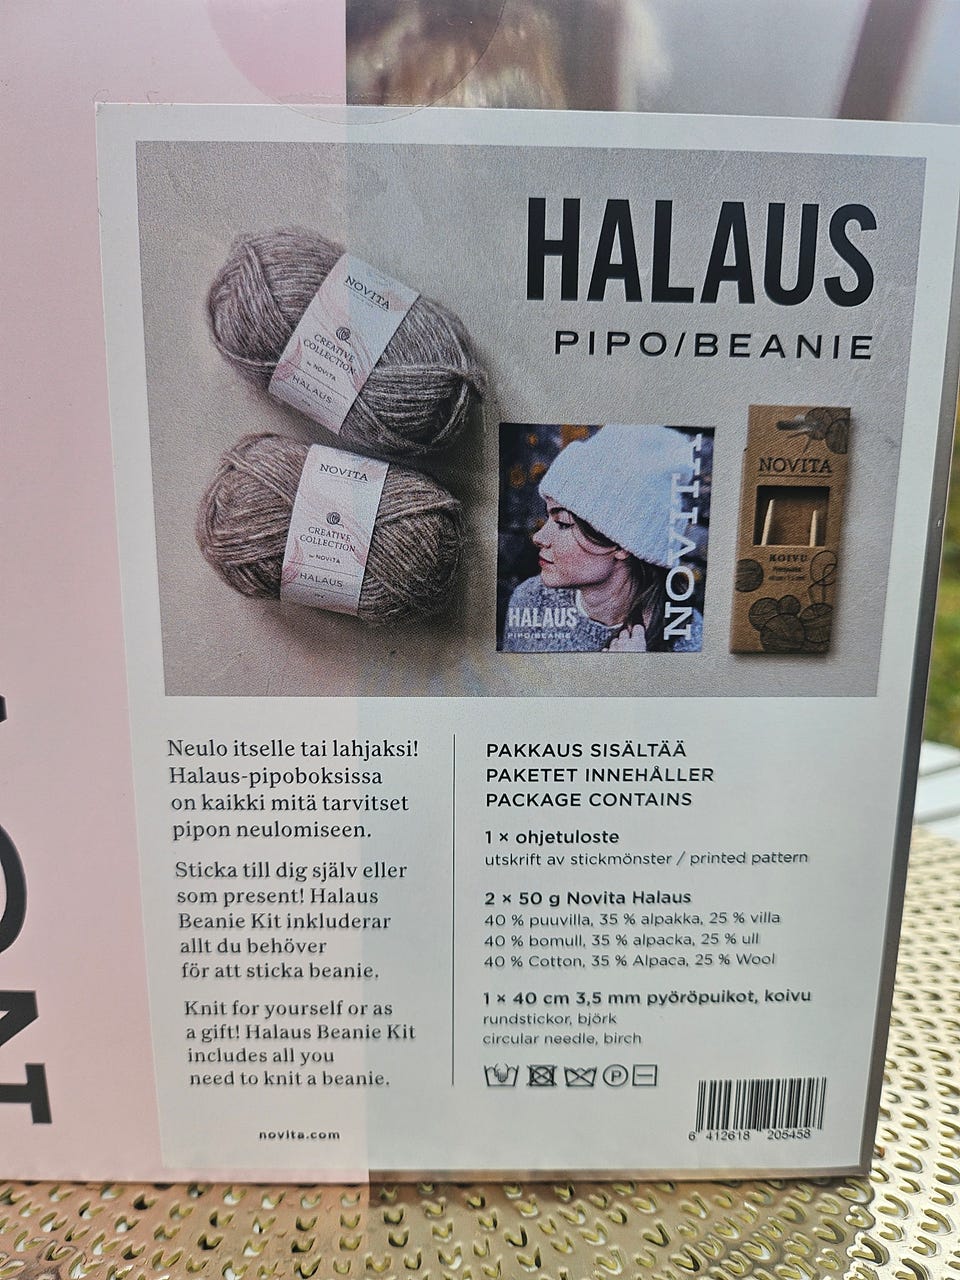 HALAUS
PIPO/BEANIE
NOVITA
CREATIVE
COLLECTION
by NOVITA
HALAUS
NOVITA
CREATIVE
COLLECTION
by NOVITA
HALAUS
NOVITA
HALAUS
PIPO/BEANIE
NOVITA
KOIVU
Neulo itselle tai lahjaksi!
Halaus-pipoboksissa
on kaikki mitä tarvitset
pipon neulomiseen.
Sticka till dig själv eller
som present! Halaus
Beanie Kit inkluderar
allt du behöver
för att sticka beanie.
Knit for yourself or as
a gift! Halaus Beanie Kit
includes all you
need to knit a beanie.
novita.com
PAKKAUS SISÄLTÄÄ
PAKETET INNEHÅLLER
PACKAGE CONTAINS
1 × ohjetuloste
utskrift av stickmönster / printed pattern
2 × 50 g Novita Halaus
40 % puuvilla, 35 % alpakka, 25 % villa
40 % bomull, 35 % alpacka, 25 % ull
40 % Cotton, 35 % Alpaca, 25 % Wool
1 × 40 cm 3,5 mm pyöröpuikot, koivu
rundstickor, björk
circular needle, birch
P
6 412618 205458